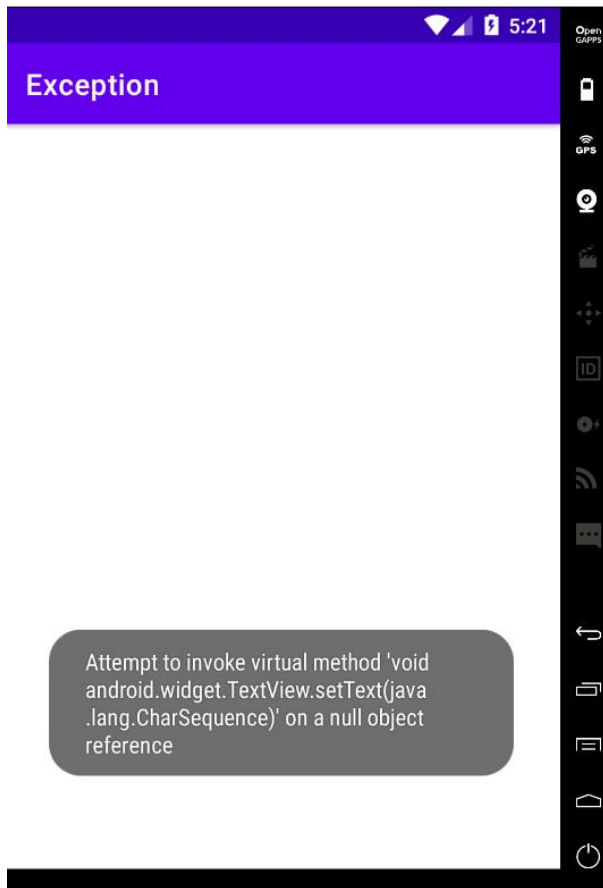 5:21
Open
GAPPS
Exception
GPS
ID
Attempt to invoke virtual method 'void
android.widget.TextView.setText(java
.lang.CharSequence)' on a null object
reference